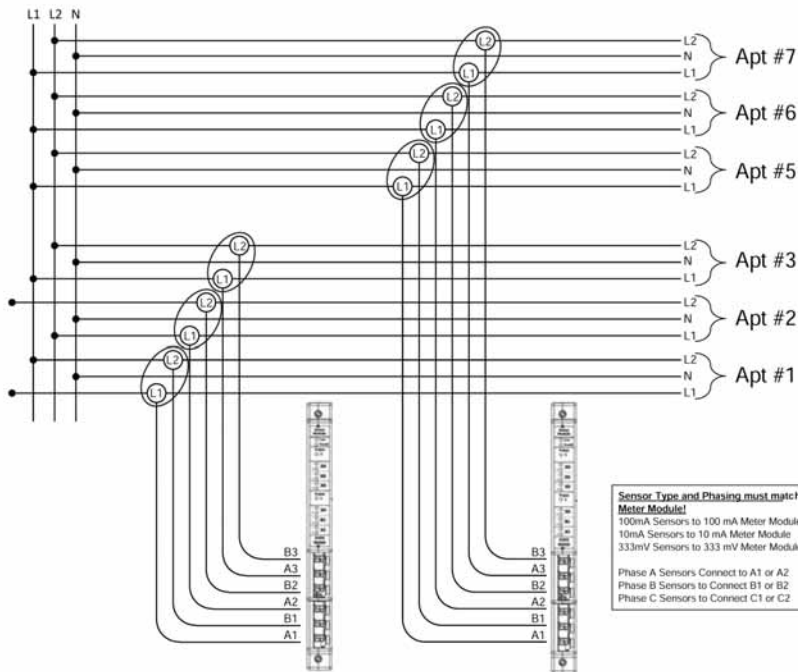 L1 L2 N
L2
L2
N
Apt #7
L1
L1
L2
L2
N
Apt #6
L1
L1
L2
L2
N
Apt #5
L1
L1
L2
L2
N
Apt #3
L1
L1
L2
L2
N
Apt #2
L1
L1
L2
L2
N
Apt #1
L1
L1
Sensor Type and Phasing must match
Meter Module!
100mA Sensors to 100 mA Meter Module
10mA Sensors to 10 mA Meter Module
333mV Sensors to 333 mV Meter Module
Phase A Sensors Connect to A1 or A2
Phase B Sensors to Connect B1 or B2
Phase C Sensors to Connect C1 or C2
B3
A3
B2
A2
B1
A1
B3
A3
B2
A2
B1
A1